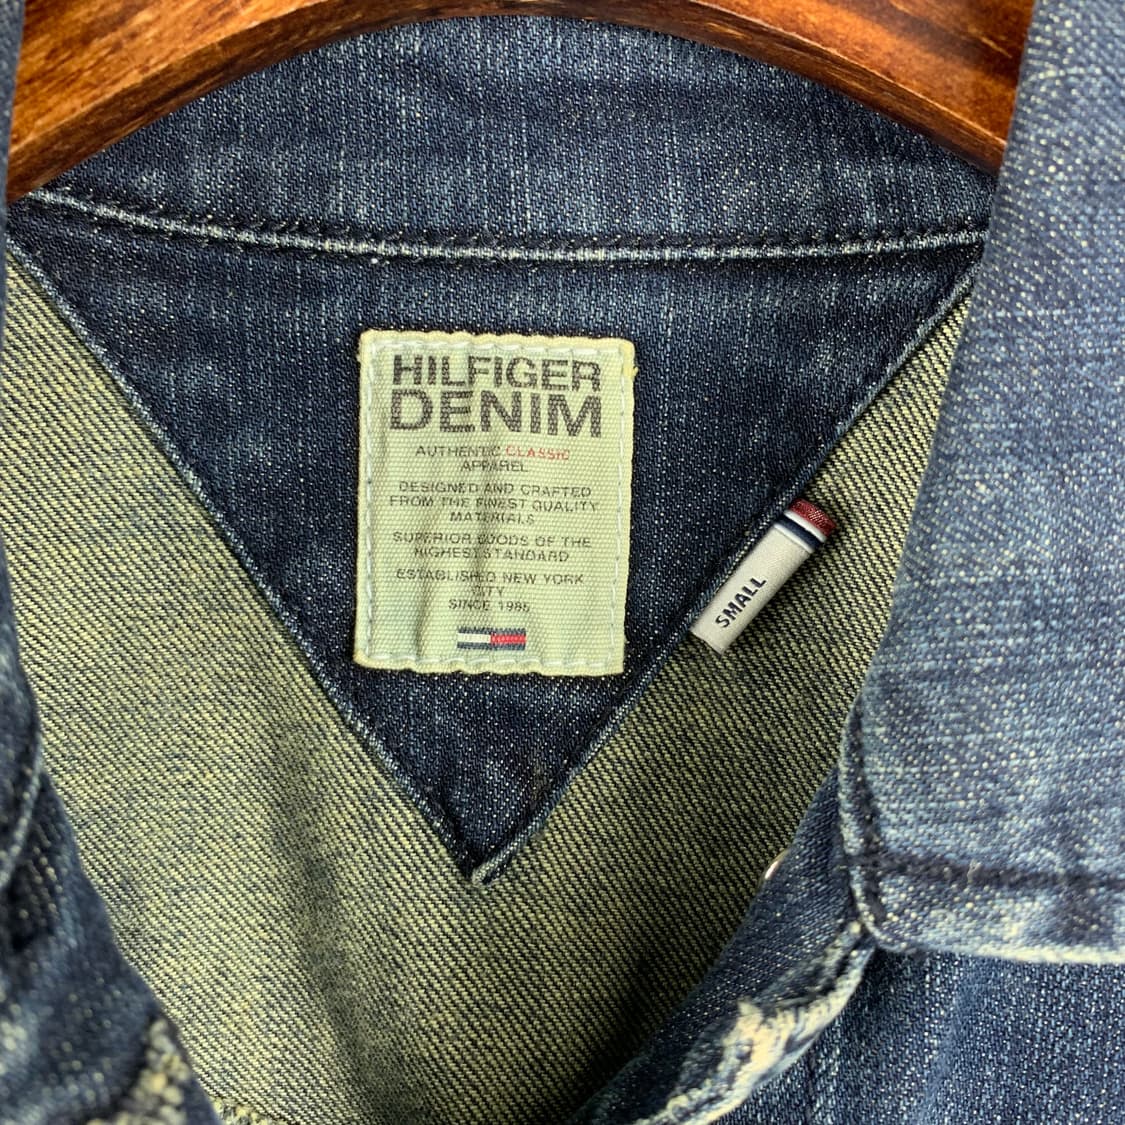 HILFIGER
DENIM
AUTHENTIC CLASSIC
APPAREL
DESIGNED AND CRAFTED
FROM THE FINEST QUALITY
MATERIALS
SUPERIOR GOODS OF THE
HIGHEST STANDARD
ESTABLISHED NEW YORK
CITY
SINCE 1985
SMALL